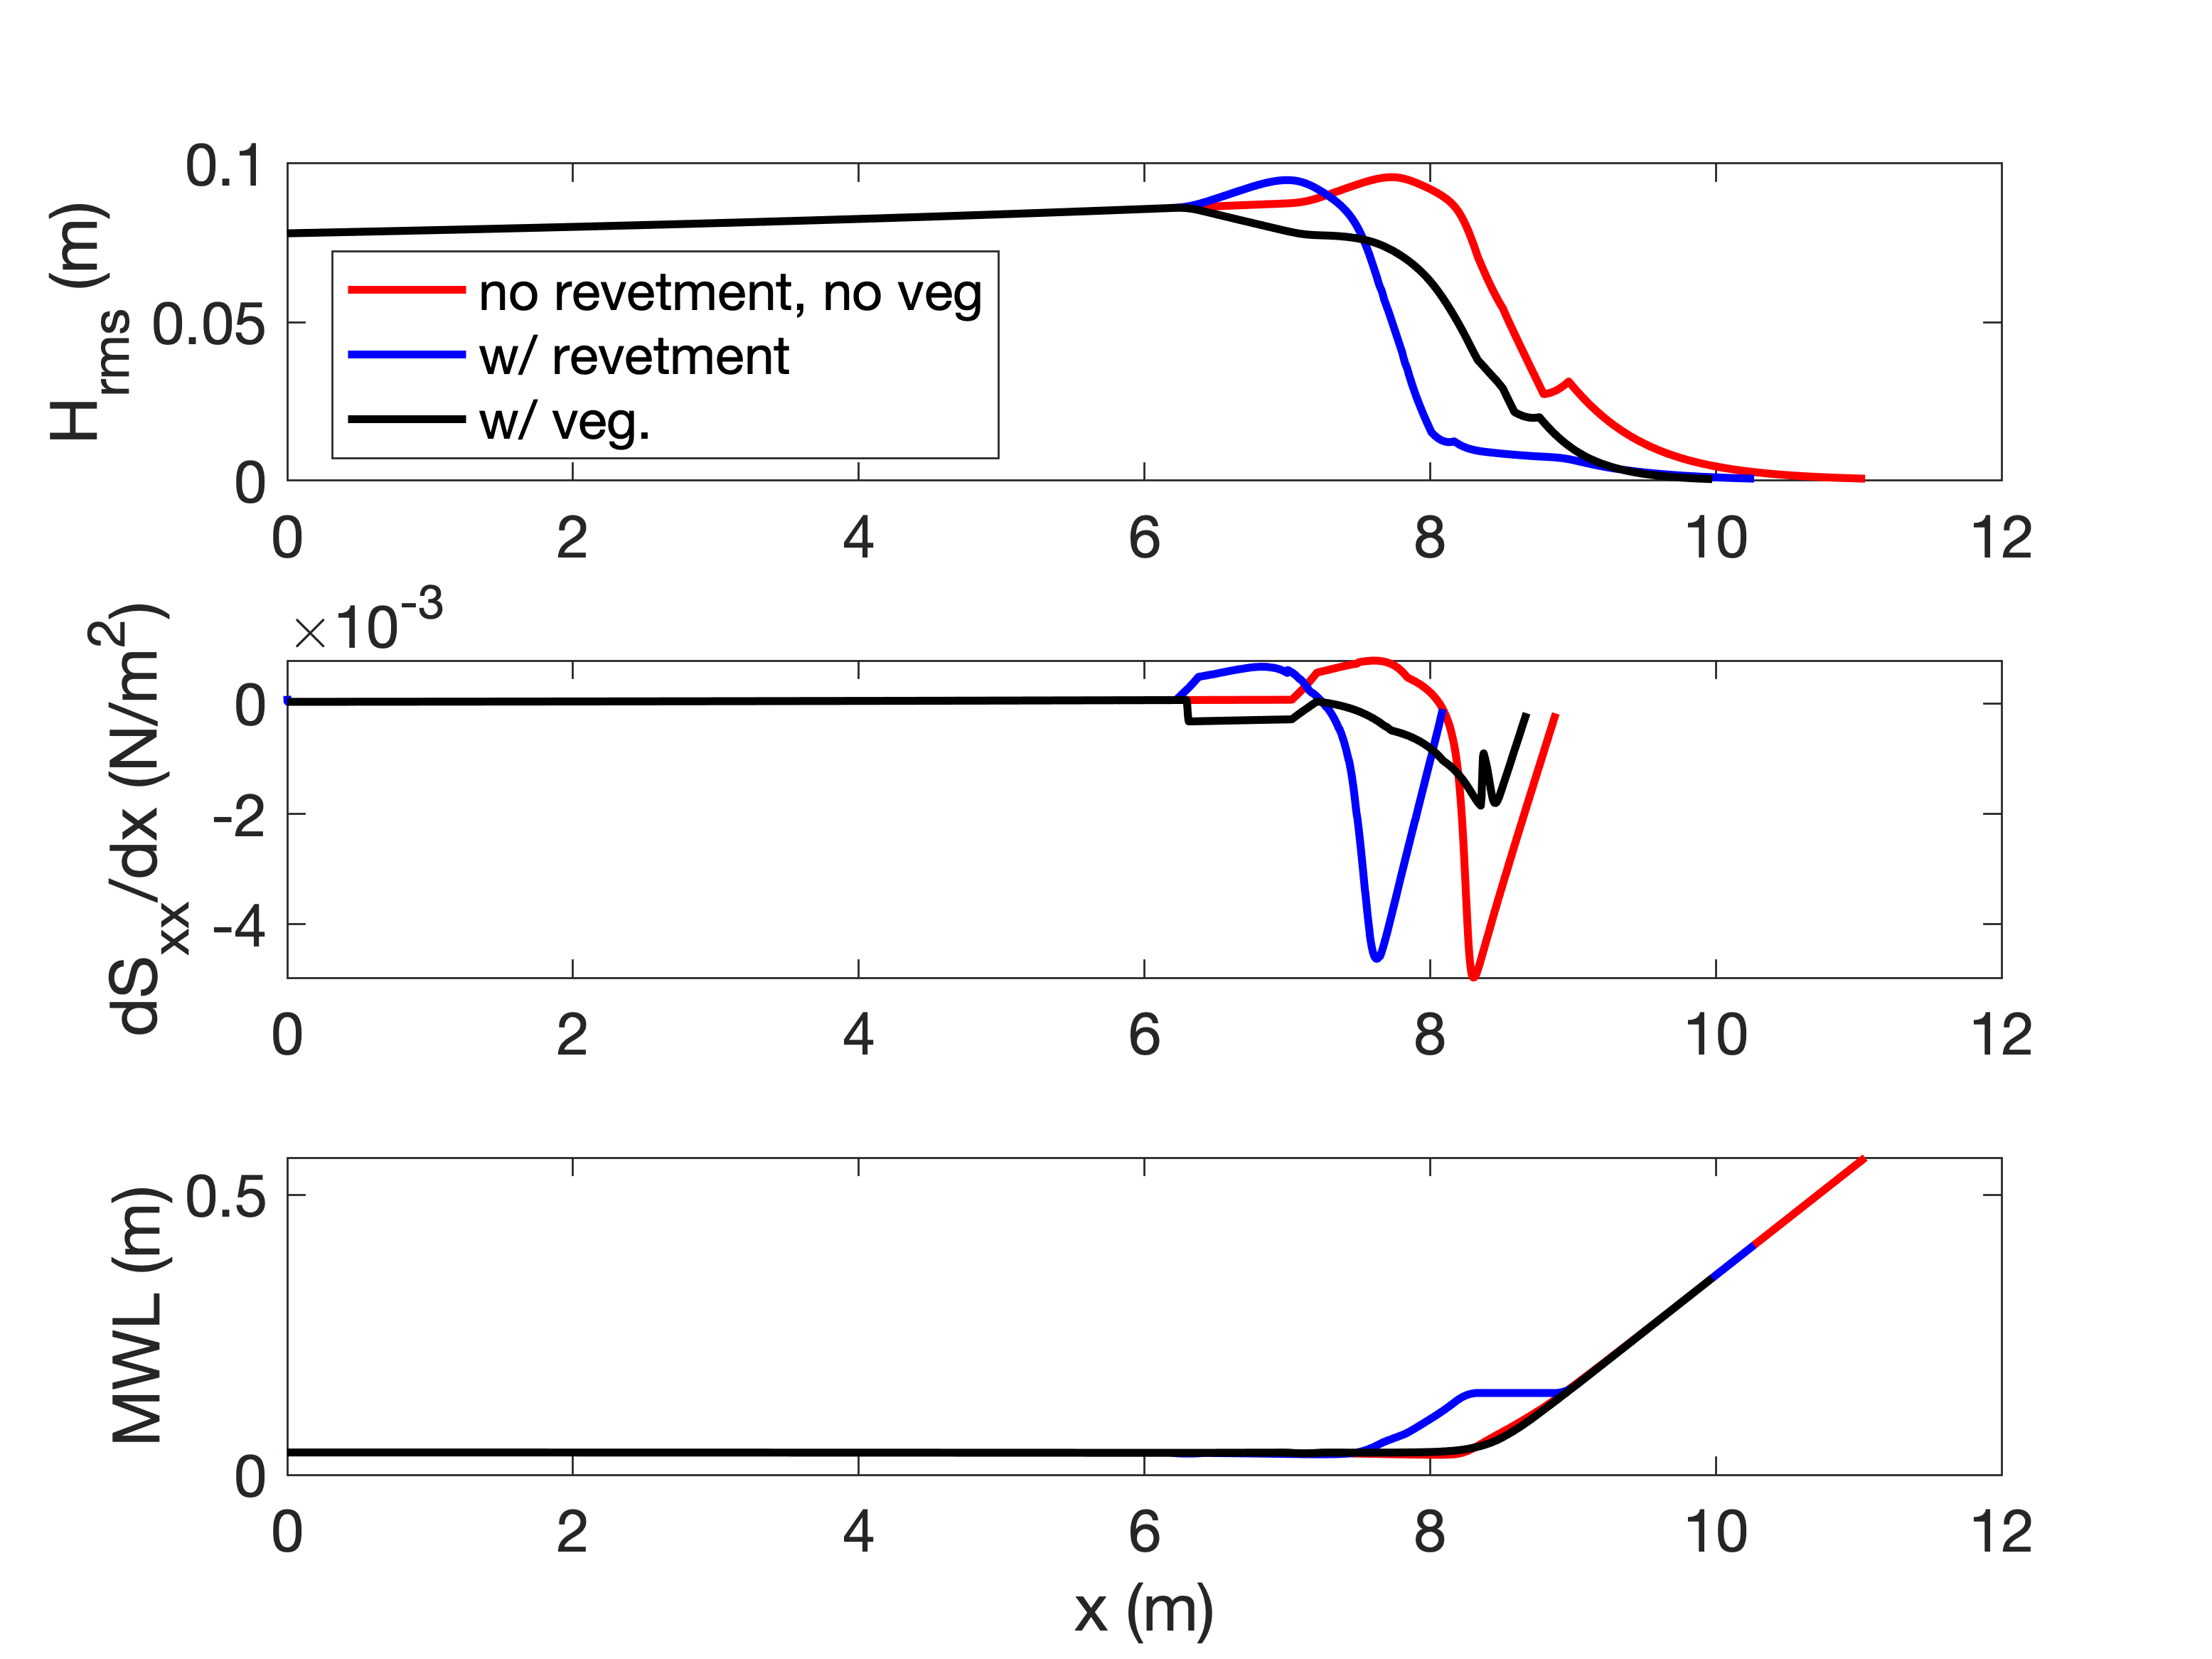 0.1
0.05
0
H_rms (m)
no revetment, no veg
w/ revetment
w/ veg.
0 2 4 6 8 10 12
×10^-3
0
-2
-4
dS_xx/dx (N/m^2)
0 2 4 6 8 10 12
0.5
0
MWL (m)
0 2 4 6 8 10 12
x (m)